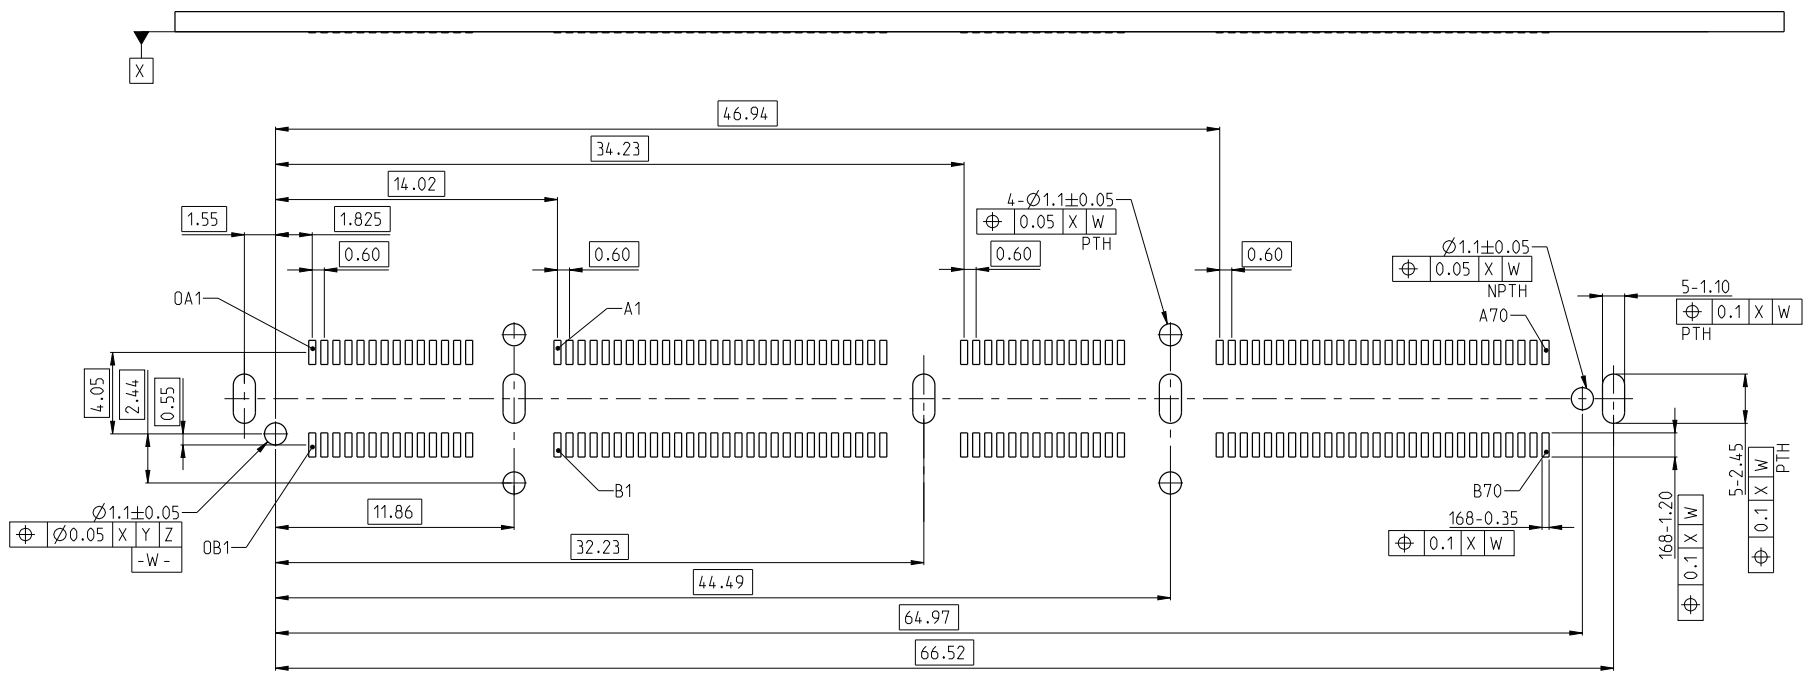 X
46.94
34.23
14.02
1.55
1.825
4-Ø1.1±0.05
⌖ 0.05 X W
PTH
0.60
0.60
0.60
0.60
Ø1.1±0.05
⌖ 0.05 X W
NPTH
5-1.10
⌖ 0.1 X W
PTH
OA1
A1
A70
4.05
2.44
0.55
Ø1.1±0.05
⌖ Ø0.05 X Y Z
-W-
OB1
B1
B70
11.86
168-0.35
⌖ 0.1 X W
168-1.20
⌖ 0.1 X W
5-2.45
⌖ 0.1 X W
PTH
32.23
44.49
64.97
66.52